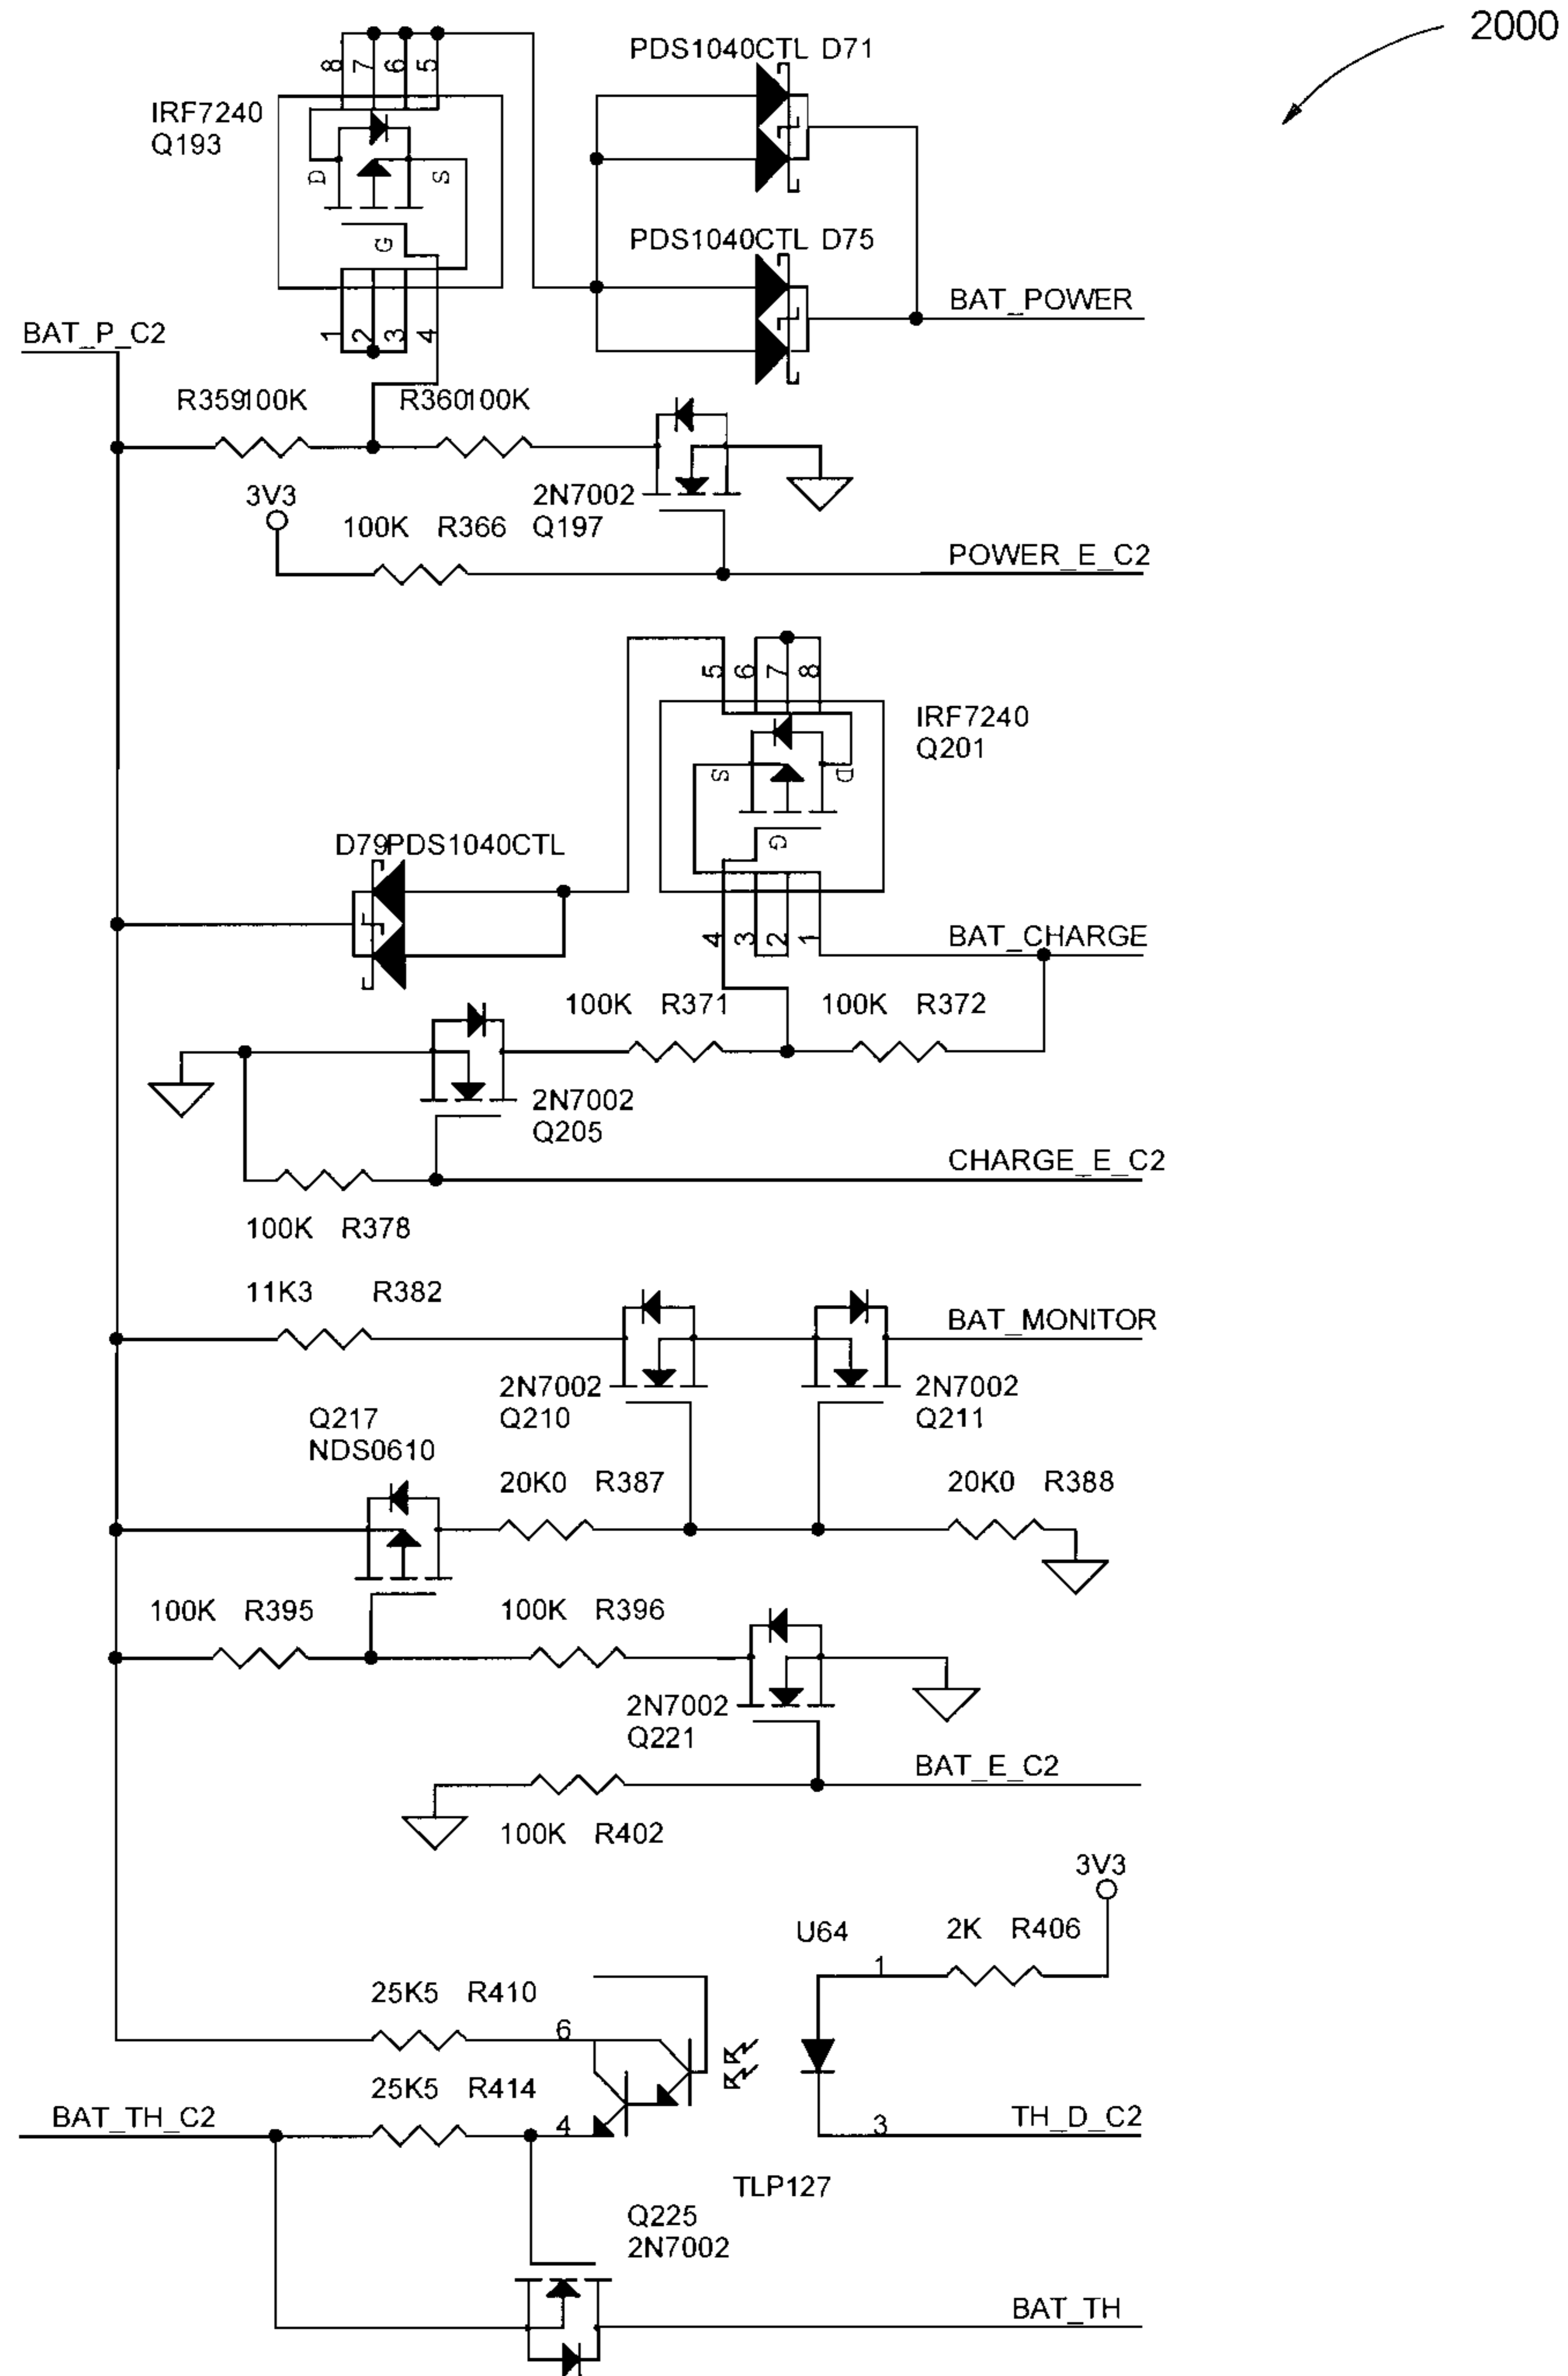 2000
PDS1040CTL D71
8 7 6 5
IRF7240
Q193
D S
G
PDS1040CTL D75
BAT_POWER
BAT_P_C2
1 2 3 4
R359100K R360100K
3V3
2N7002
100K R366 Q197
POWER_E_C2
5 6 7 8
IRF7240
Q201
S D
G
D79PDS1040CTL
4 3 2 1
BAT_CHARGE
100K R371 100K R372
2N7002
Q205
CHARGE_E_C2
100K R378
11K3 R382
BAT_MONITOR
2N7002
Q210
2N7002
Q211
Q217
NDS0610
20K0 R387 20K0 R388
100K R395 100K R396
2N7002
Q221
BAT_E_C2
100K R402
3V3
U64 2K R406
1
25K5 R410
6
25K5 R414
BAT_TH_C2
4
3
TH_D_C2
TLP127
Q225
2N7002
BAT_TH